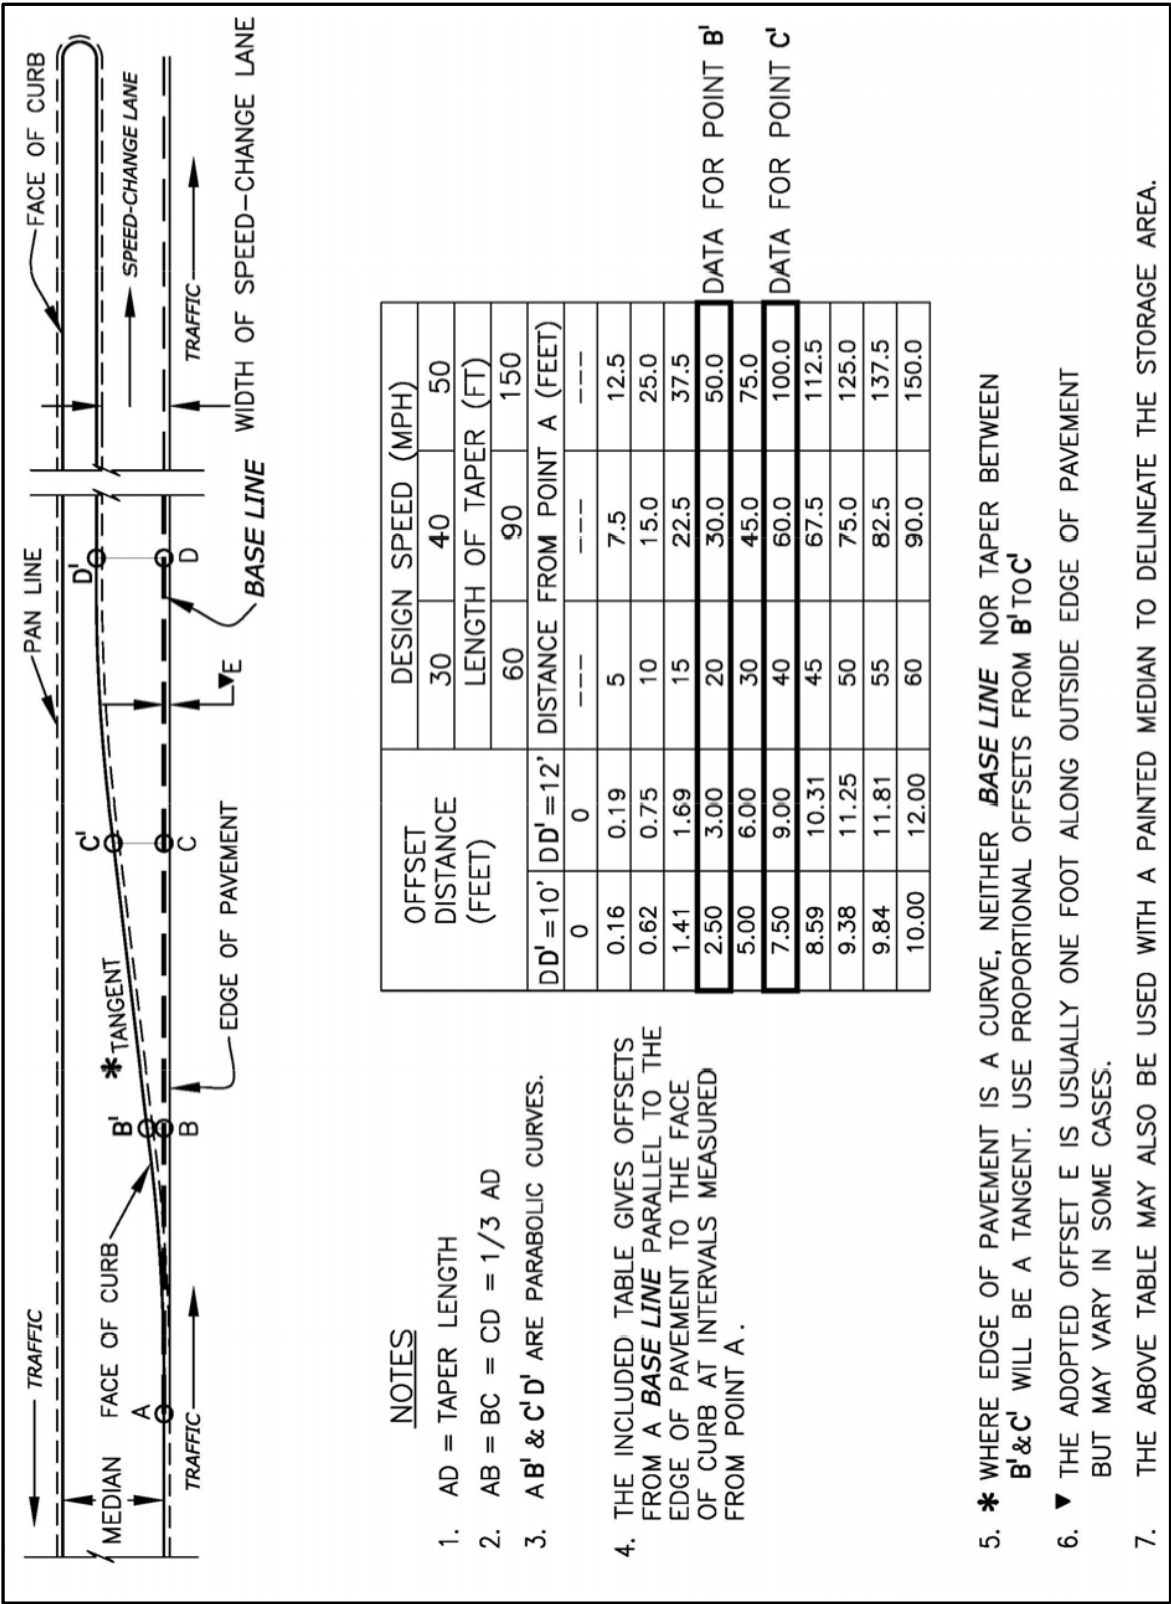 TRAFFIC
PAN LINE
FACE OF CURB
MEDIAN
FACE OF CURB
B'
* TANGENT
C'
D'
SPEED-CHANGE LANE
A
B
C
▼E
D
TRAFFIC
TRAFFIC
EDGE OF PAVEMENT
BASE LINE
WIDTH OF SPEED-CHANGE LANE
NOTES
1. AD = TAPER LENGTH
2. AB = BC = CD = 1/3 AD
3. AB' & C'D' ARE PARABOLIC CURVES.
4. THE INCLUDED TABLE GIVES OFFSETS
FROM A BASE LINE PARALLEL TO THE
EDGE OF PAVEMENT TO THE FACE
OF CURB AT INTERVALS MEASURED
FROM POINT A.
OFFSET DISTANCE (FEET) DESIGN SPEED (MPH)
30 40 50
LENGTH OF TAPER (FT)
60 90 150
DD'=10' DD'=12' DISTANCE FROM POINT A (FEET)
0 0 --- --- ---
0.16 0.19 5 7.5 12.5
0.62 0.75 10 15.0 25.0
1.41 1.69 15 22.5 37.5
2.50 3.00 20 30.0 50.0 DATA FOR POINT B'
5.00 6.00 30 45.0 75.0
7.50 9.00 40 60.0 100.0 DATA FOR POINT C'
8.59 10.31 45 67.5 112.5
9.38 11.25 50 75.0 125.0
9.84 11.81 55 82.5 137.5
10.00 12.00 60 90.0 150.0
5. * WHERE EDGE OF PAVEMENT IS A CURVE, NEITHER BASE LINE NOR TAPER BETWEEN
B'&C' WILL BE A TANGENT. USE PROPORTIONAL OFFSETS FROM B'TOC'
6. ▼ THE ADOPTED OFFSET E IS USUALLY ONE FOOT ALONG OUTSIDE EDGE OF PAVEMENT
BUT MAY VARY IN SOME CASES.
7. THE ABOVE TABLE MAY ALSO BE USED WITH A PAINTED MEDIAN TO DELINEATE THE STORAGE AREA.